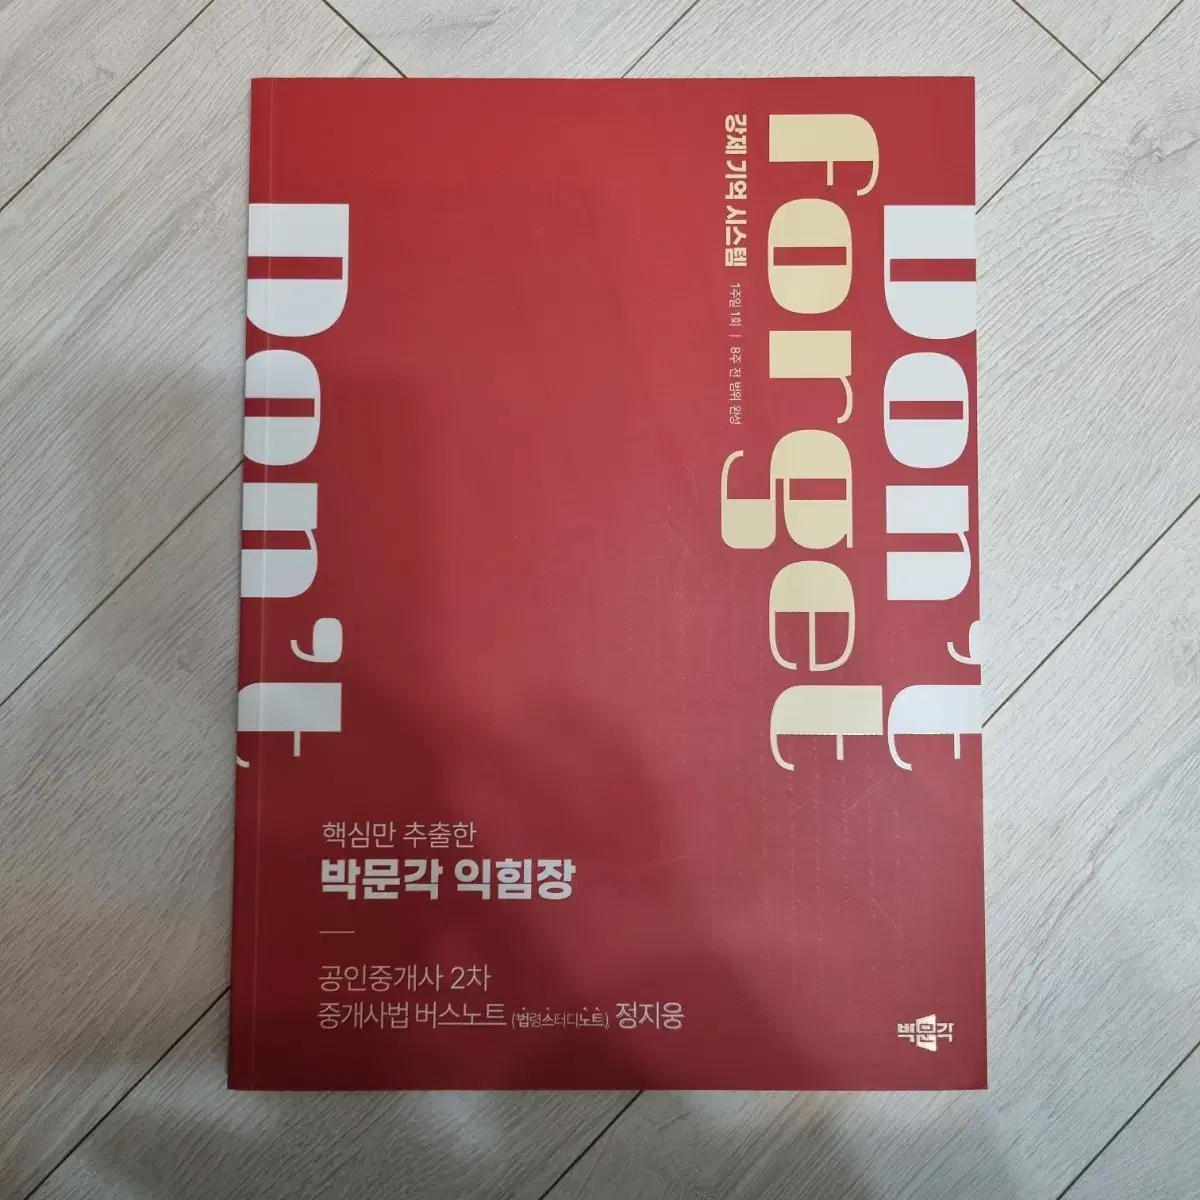 Don't
forget
강제 기억 시스템
1주일 1회 | 8주 전 범위 완성
Don't
핵심만 추출한
박문각 익힘장
공인중개사 2차
중개사법 버스노트 (법령스터디노트) 정지웅
박문각